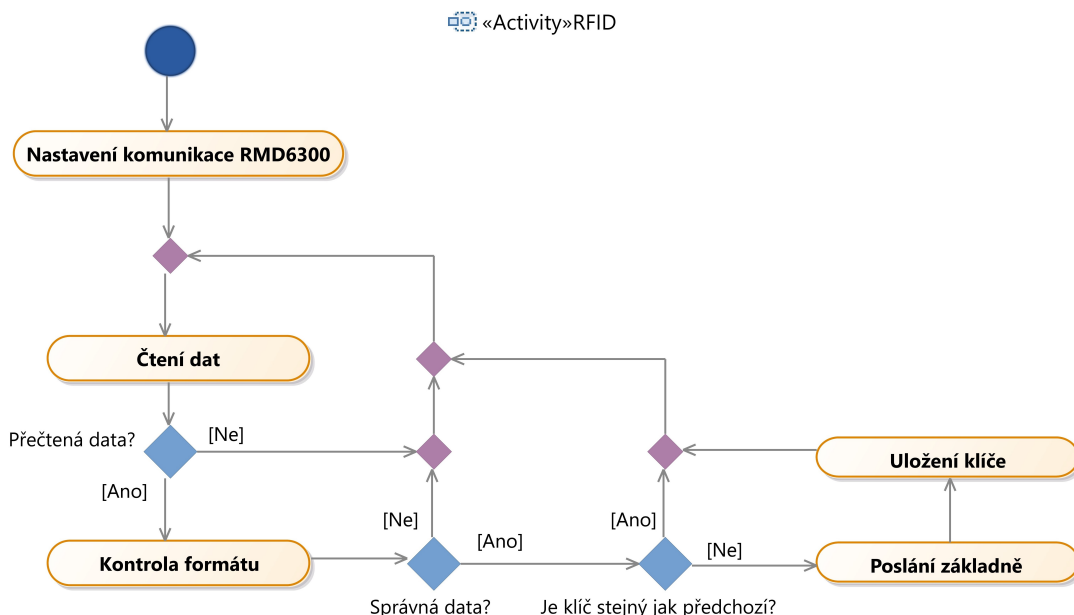 «Activity»RFID
Nastavení komunikace RMD6300
Čtení dat
Přečtená data?
[Ne]
[Ano]
Kontrola formátu
[Ne]
[Ano]
Správná data?
[Ano]
[Ne]
Je klíč stejný jak předchozí?
Uložení klíče
Poslání základně